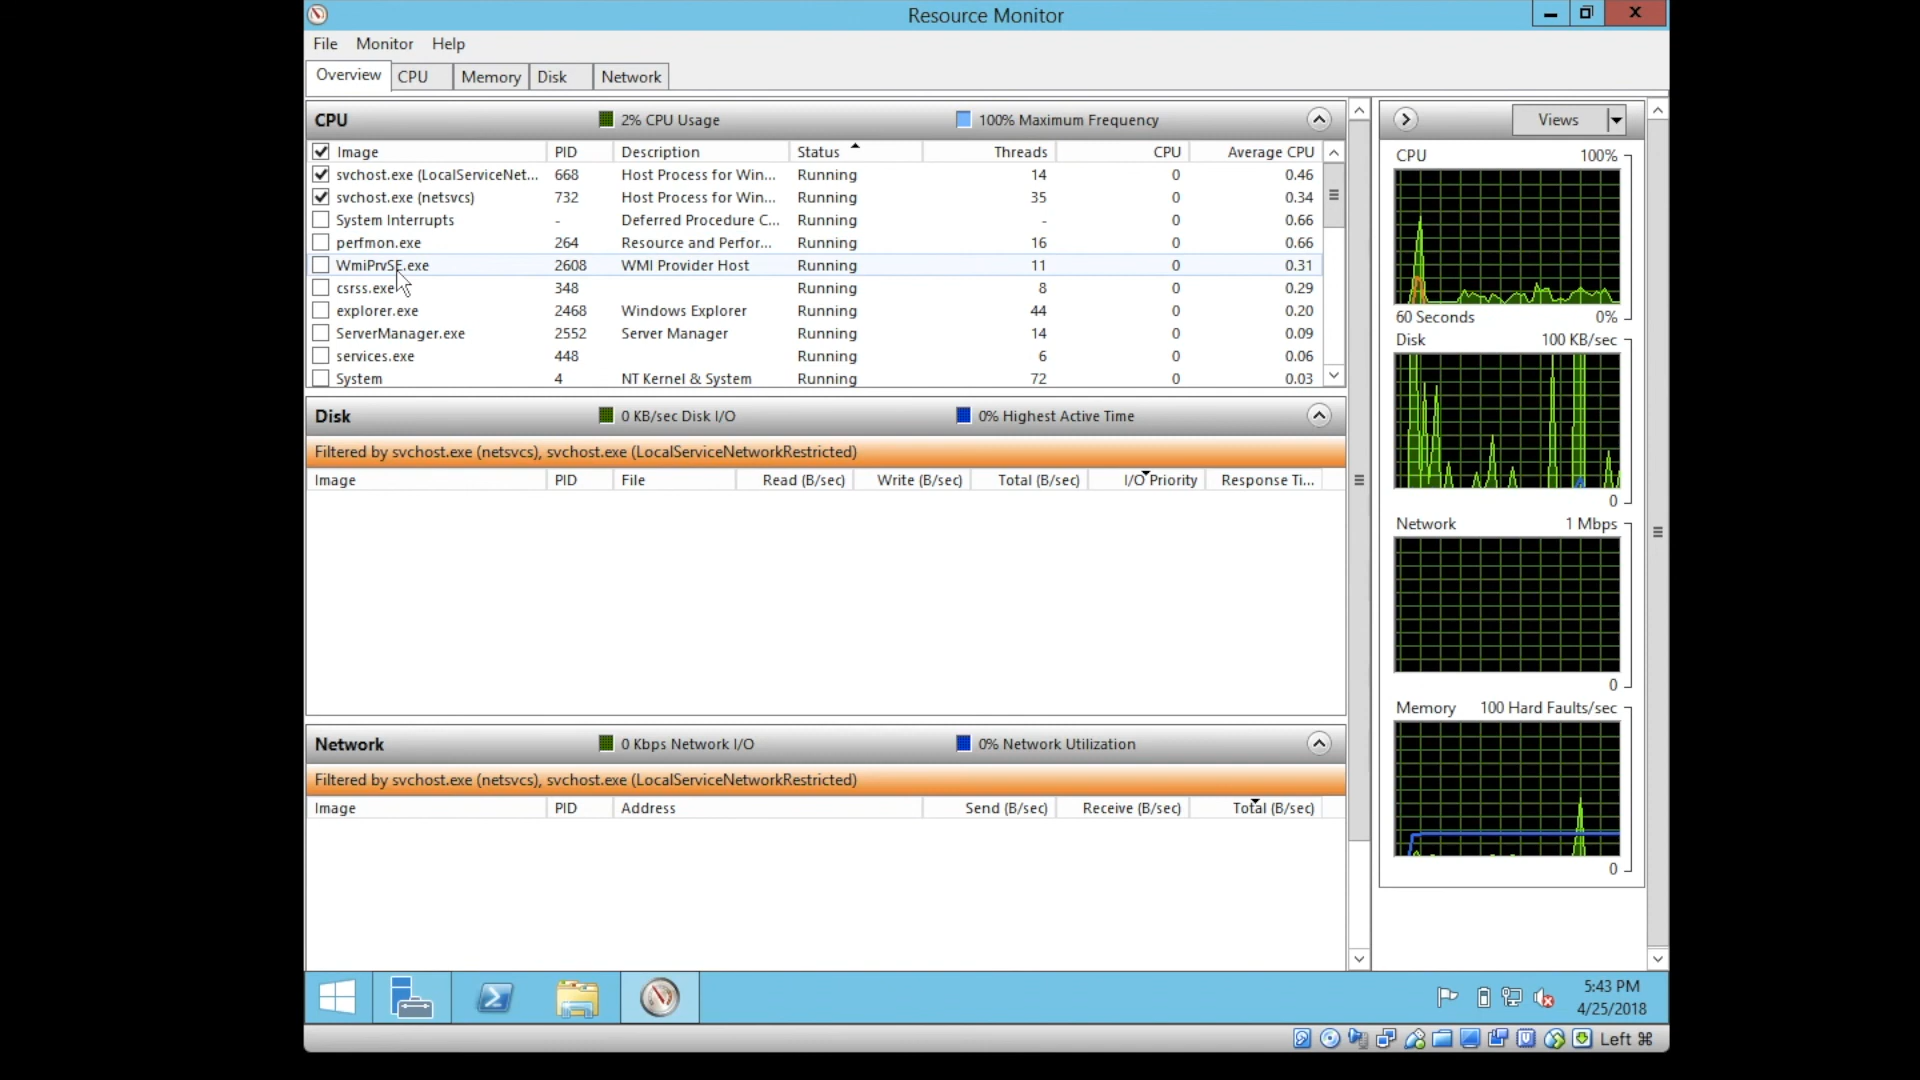 Resource Monitor
File Monitor Help
Overview CPU Memory Disk Network
CPU 2% CPU Usage 100% Maximum Frequency
Image PID Description Status Threads CPU Average CPU
svchost.exe (LocalServiceNet... 668 Host Process for Win... Running 14 0 0.46
svchost.exe (netsvcs) 732 Host Process for Win... Running 35 0 0.34
System Interrupts - Deferred Procedure C... Running - 0 0.66
perfmon.exe 264 Resource and Perfor... Running 16 0 0.66
WmiPrvSE.exe 2608 WMI Provider Host Running 11 0 0.31
csrss.exe 348 Running 8 0 0.29
explorer.exe 2468 Windows Explorer Running 44 0 0.20
ServerManager.exe 2552 Server Manager Running 14 0 0.09
services.exe 448 Running 6 0 0.06
System 4 NT Kernel & System Running 72 0 0.03
Disk 0 KB/sec Disk I/O 0% Highest Active Time
Filtered by svchost.exe (netsvcs), svchost.exe (LocalServiceNetworkRestricted)
Image PID File Read (B/sec) Write (B/sec) Total (B/sec) I/O Priority Response Ti...
Network 0 Kbps Network I/O 0% Network Utilization
Filtered by svchost.exe (netsvcs), svchost.exe (LocalServiceNetworkRestricted)
Image PID Address Send (B/sec) Receive (B/sec) Total (B/sec)
Views
CPU 100%
60 Seconds 0%
Disk 100 KB/sec
0
Network 1 Mbps
0
Memory 100 Hard Faults/sec
0
5:43 PM
4/25/2018
Left ⌘